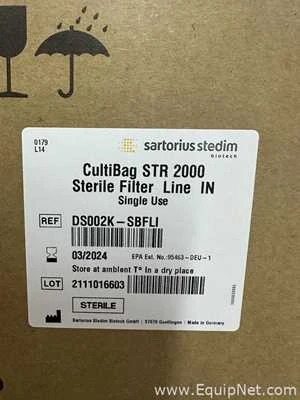 0179
L14
sartorius stedim
biotech
CultiBag STR 2000
Sterile Filter Line IN
Single Use
REF DS002K-SBFLI
03/2024 EPA Est. No.:95463-DEU-1
Store at ambient T° In a dry place
LOT 2111016603
STERILE
Sartorius Stedim Biotech GmbH | 37079 Goettingen | Made in Germany
www.EquipNet.com